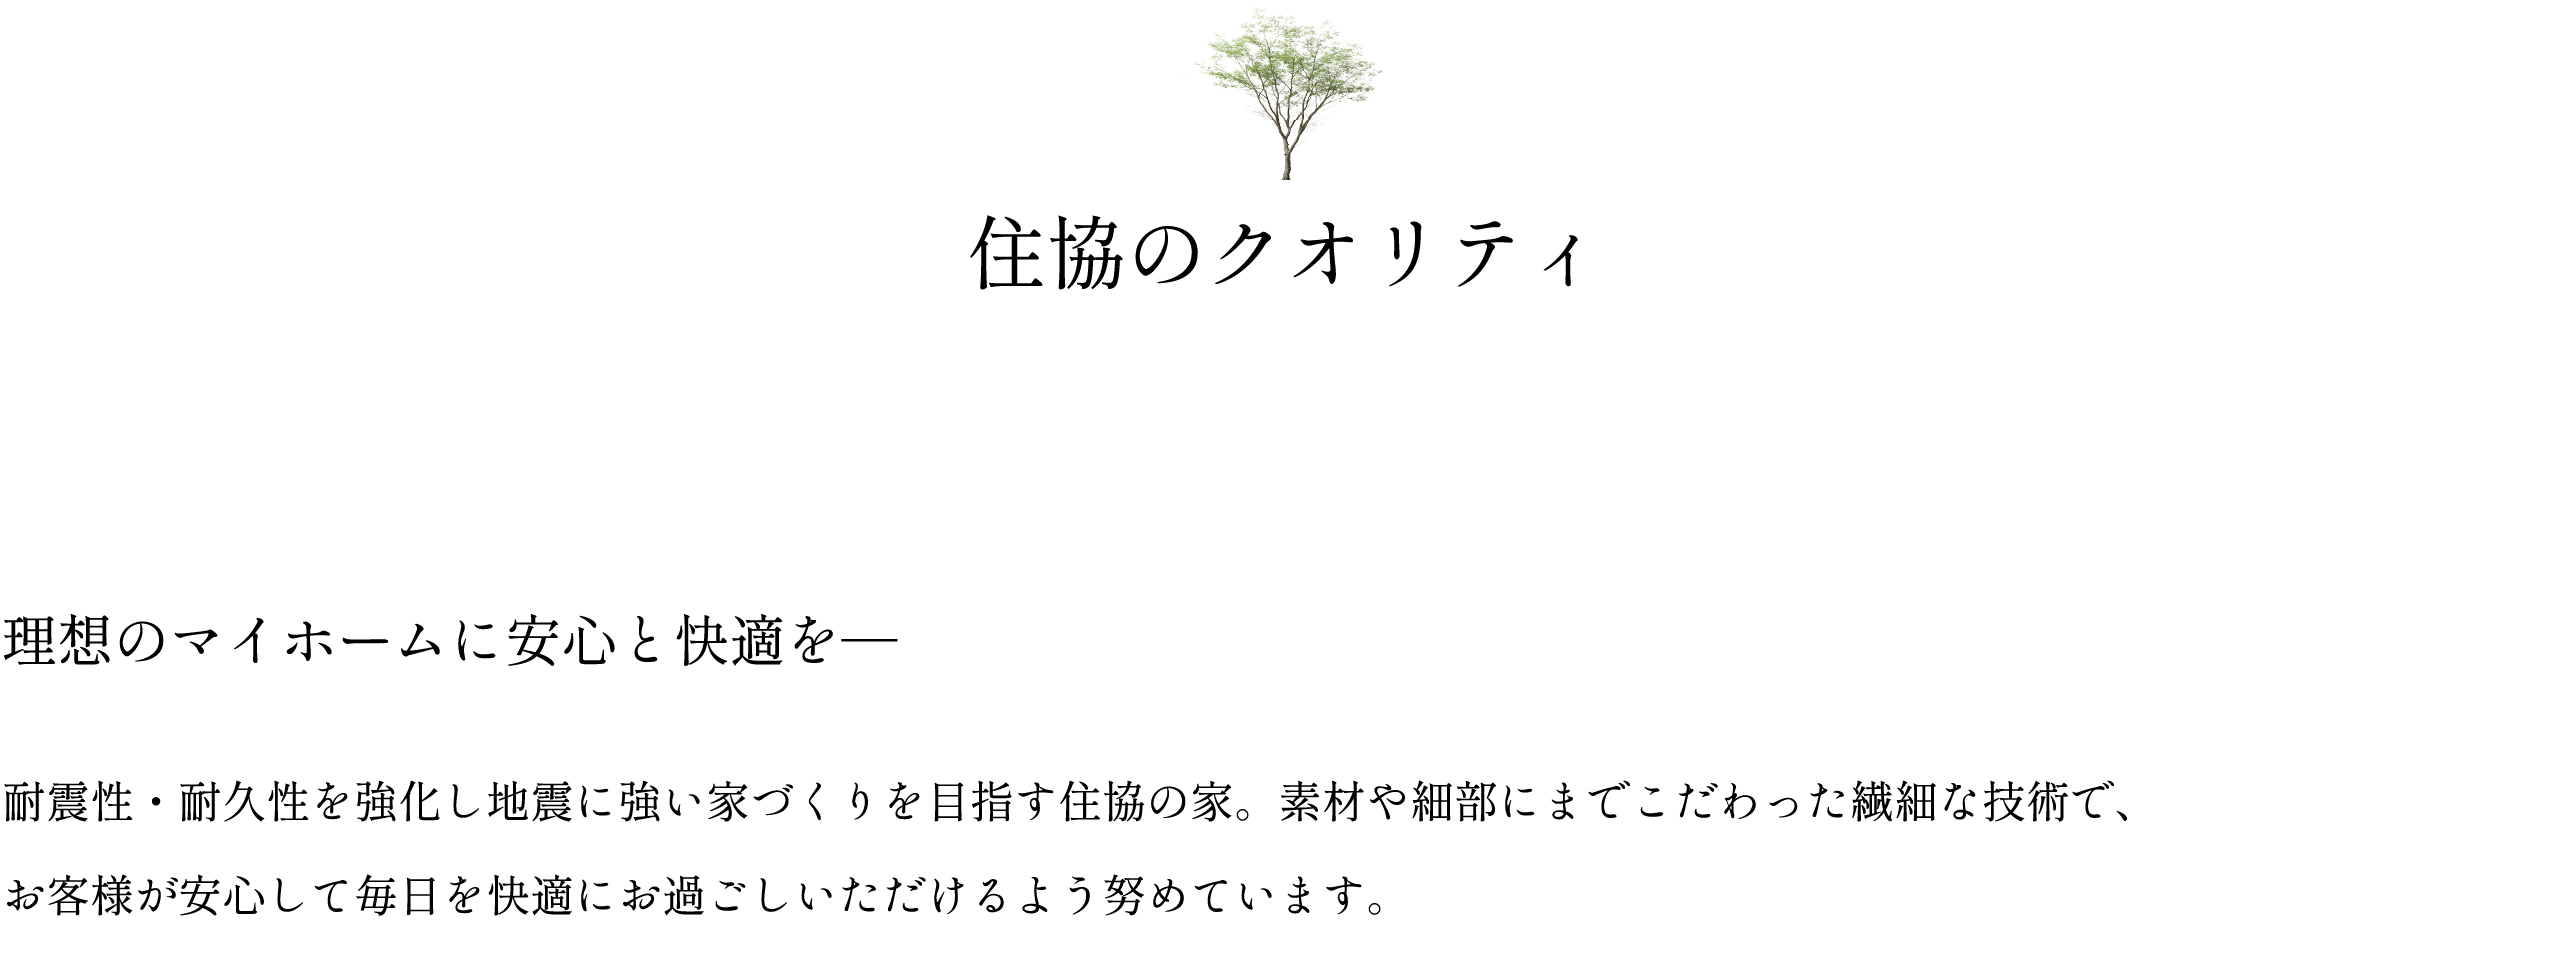 住協のクオリティ
理想のマイホームに安心と快適を―
耐震性・耐久性を強化し地震に強い家づくりを目指す住協の家。素材や細部にまでこだわった繊細な技術で、
お客様が安心して毎日を快適にお過ごしいただけるよう努めています。